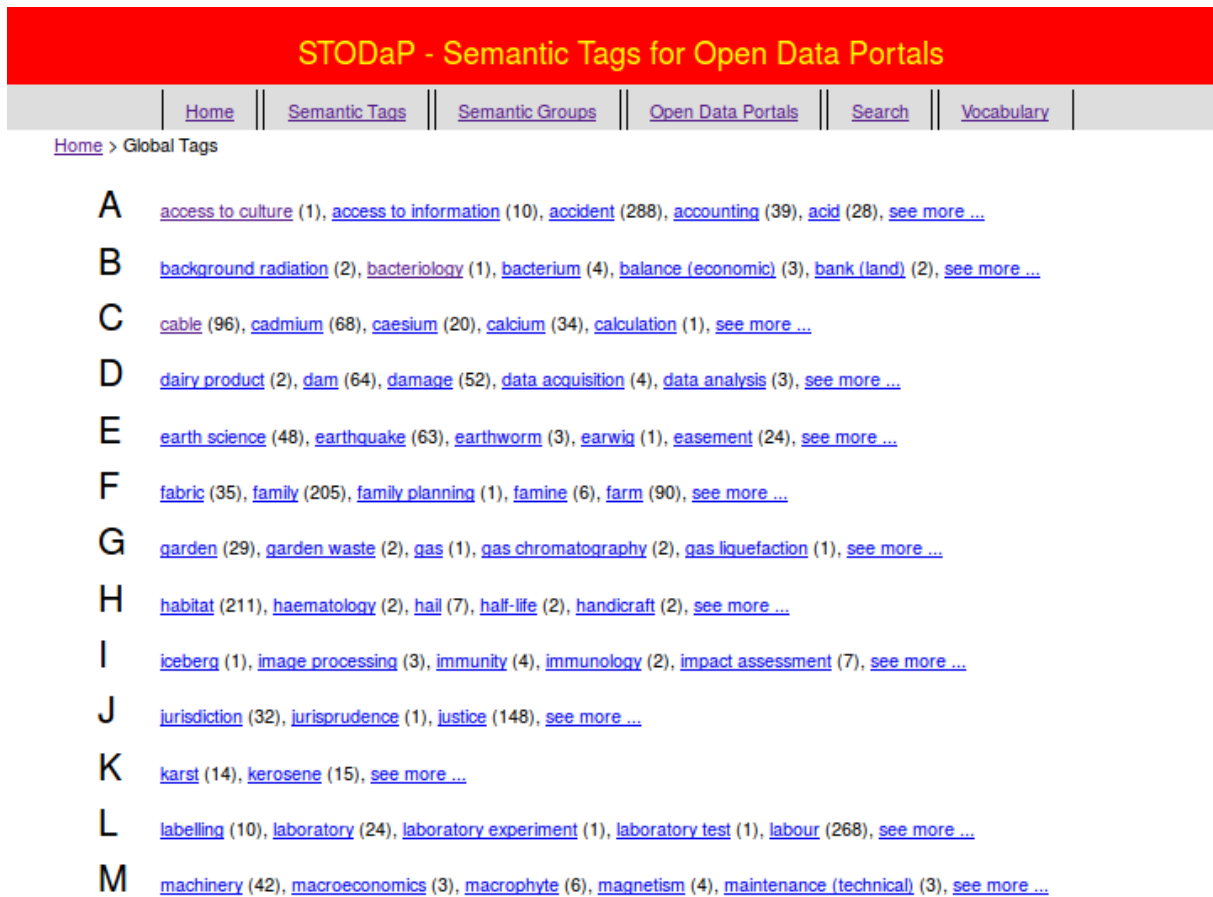 STODaP - Semantic Tags for Open Data Portals
Home Semantic Tags Semantic Groups Open Data Portals Search Vocabulary
Home > Global Tags
A access to culture (1), access to information (10), accident (288), accounting (39), acid (28), see more ...
B background radiation (2), bacteriology (1), bacterium (4), balance (economic) (3), bank (land) (2), see more ...
C cable (96), cadmium (68), caesium (20), calcium (34), calculation (1), see more ...
D dairy product (2), dam (64), damage (52), data acquisition (4), data analysis (3), see more ...
E earth science (48), earthquake (63), earthworm (3), earwig (1), easement (24), see more ...
F fabric (35), family (205), family planning (1), famine (6), farm (90), see more ...
G garden (29), garden waste (2), gas (1), gas chromatography (2), gas liquefaction (1), see more ...
H habitat (211), haematology (2), hail (7), half-life (2), handicraft (2), see more ...
I iceberg (1), image processing (3), immunity (4), immunology (2), impact assessment (7), see more ...
J jurisdiction (32), jurisprudence (1), justice (148), see more ...
K karst (14), kerosene (15), see more ...
L labelling (10), laboratory (24), laboratory experiment (1), laboratory test (1), labour (268), see more ...
M machinery (42), macroeconomics (3), macrophyte (6), magnetism (4), maintenance (technical) (3), see more ...